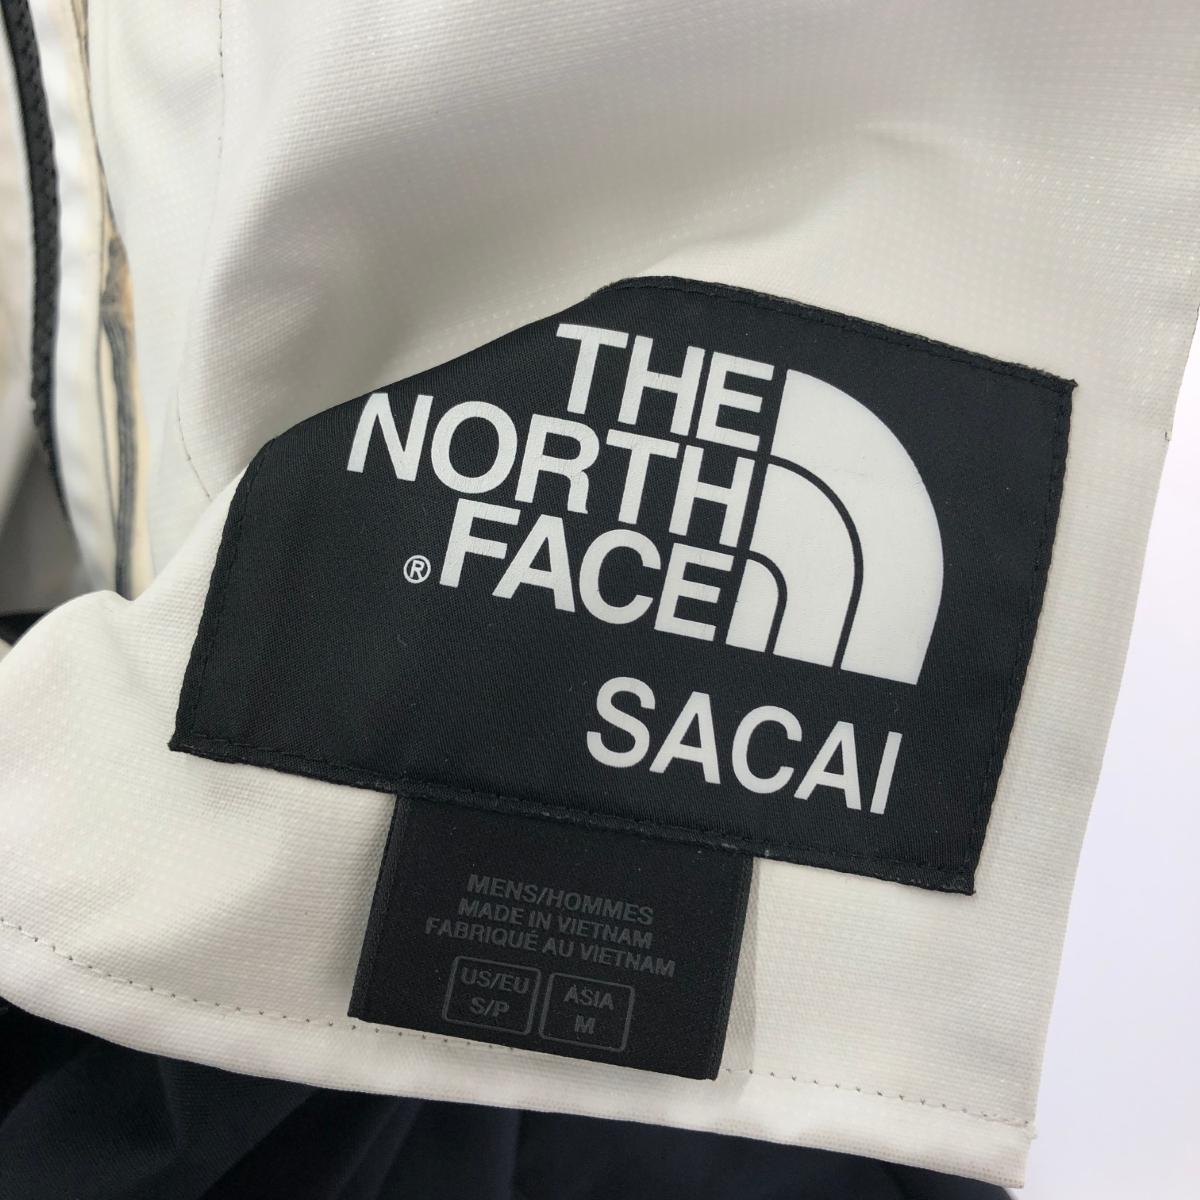 THE
NORTH
® FACE
SACAI
MENS/HOMMES
MADE IN VIETNAM
FABRIQUÉ AU VIETNAM
US/EU ASIA
S/P M